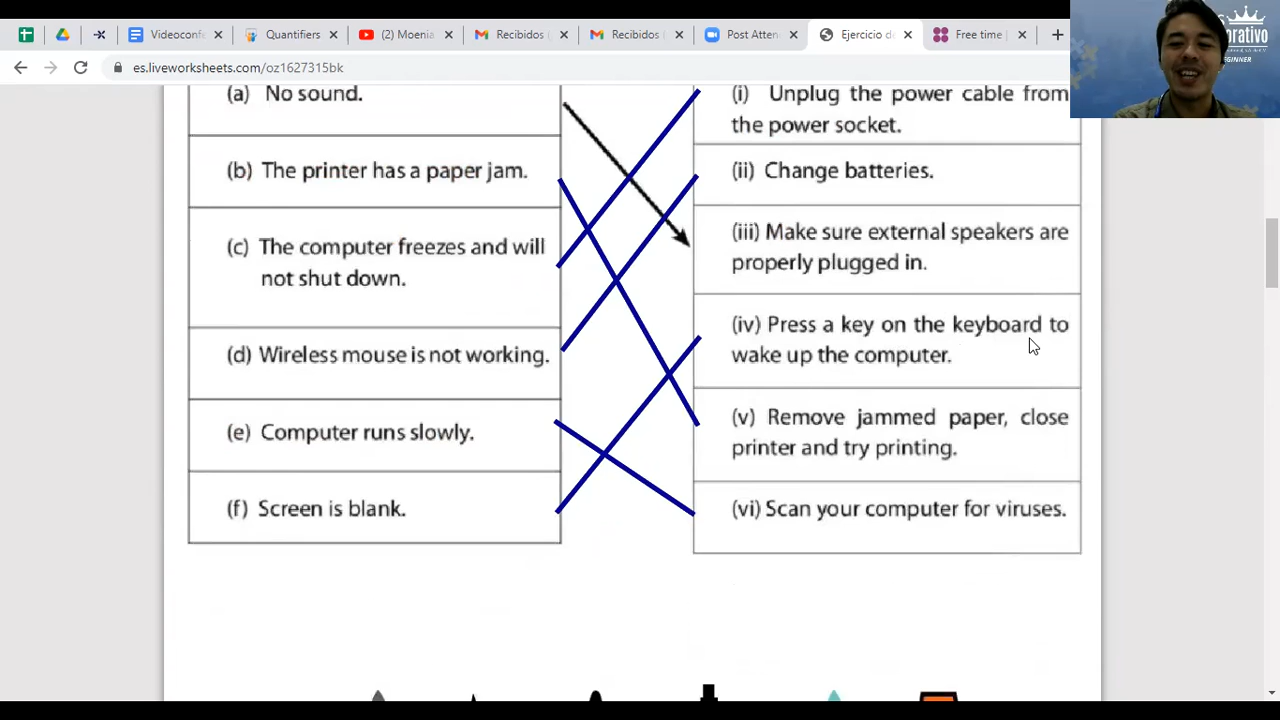 Videoconf
Quantifiers
(2) Moenia
Recibidos
Recibidos
Post Atten
Ejercicio de
Free time (
es.liveworksheets.com/oz1627315bk
S
orativo
GINNER
(a) No sound.
(b) The printer has a paper jam.
(c) The computer freezes and will
not shut down.
(d) Wireless mouse is not working.
(e) Computer runs slowly.
(f) Screen is blank.
(i) Unplug the power cable from
the power socket.
(ii) Change batteries.
(iii) Make sure external speakers are
properly plugged in.
(iv) Press a key on the keyboard to
wake up the computer.
(v) Remove jammed paper, close
printer and try printing.
(vi) Scan your computer for viruses.